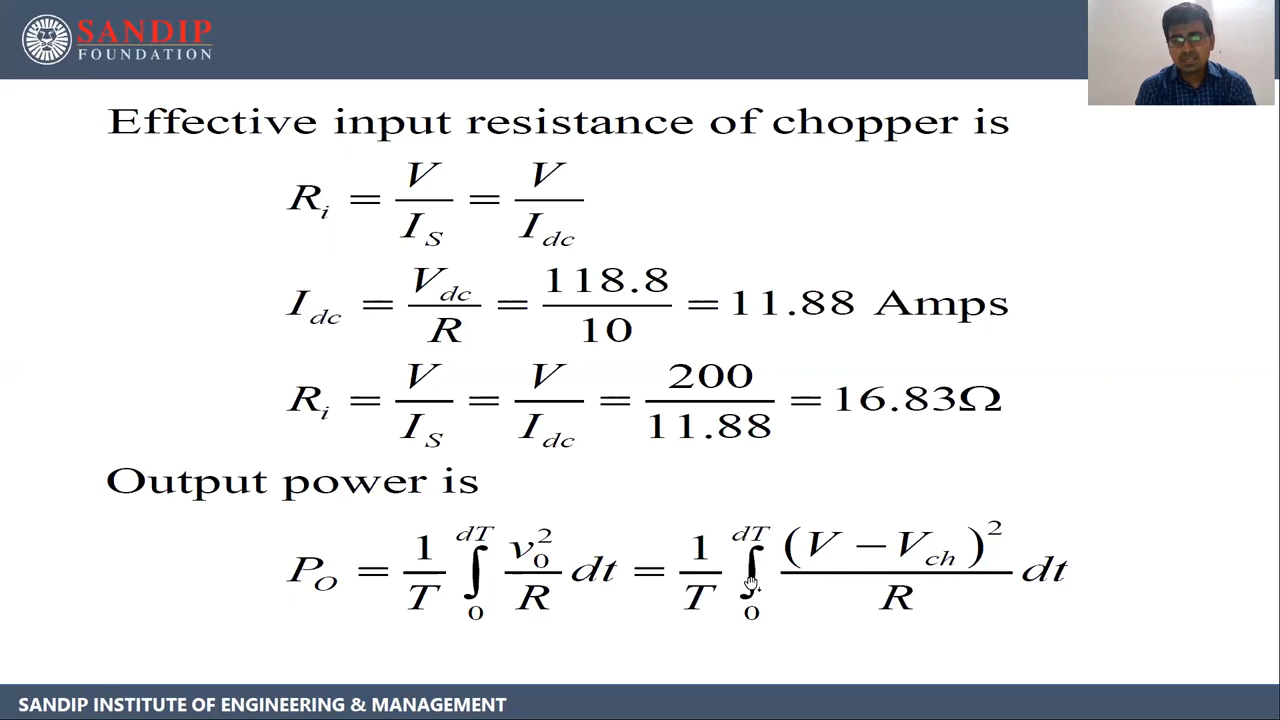 SANDIP
FOUNDATION
Effective input resistance of chopper is
R_i = V/I_S = V/I_dc
I_dc = V_dc/R = 118.8/10 = 11.88 Amps
R_i = V/I_S = V/I_dc = 200/11.88 = 16.83Ω
Output power is
P_O = 1/T ∫_0^dT v_0^2/R dt = 1/T ∫_0^dT (V − V_ch)^2/R dt
SANDIP INSTITUTE OF ENGINEERING & MANAGEMENT